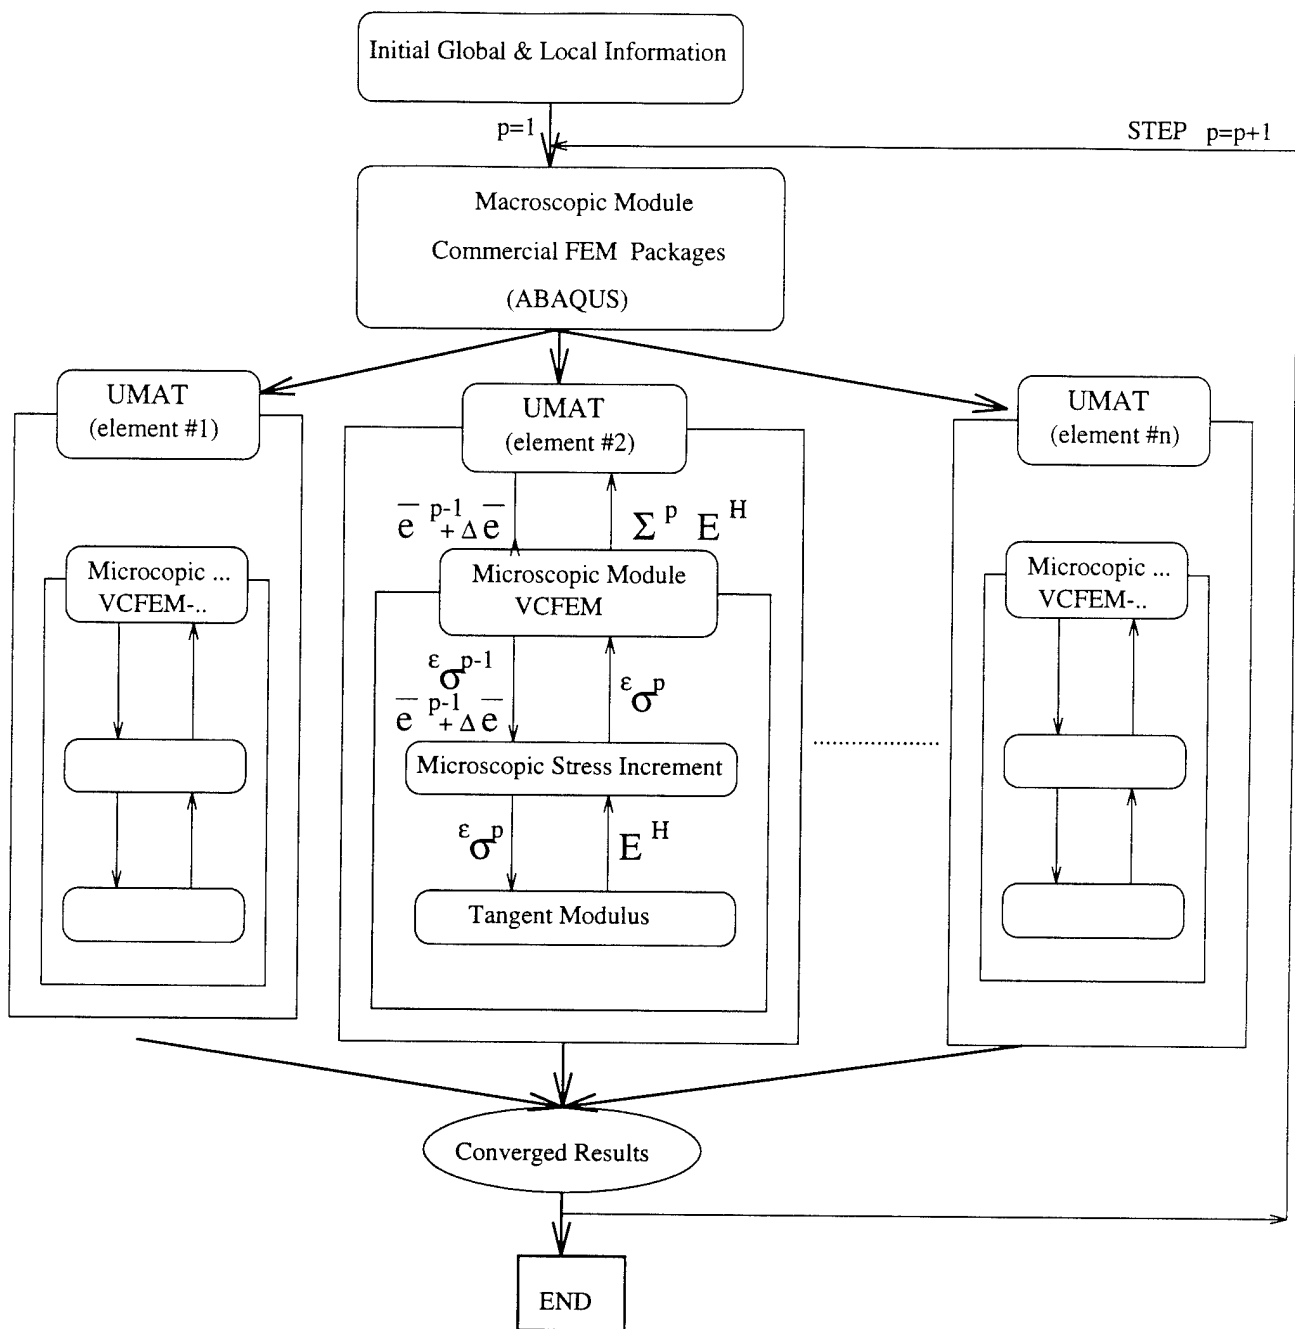 Initial Global & Local Information
p=1
STEP p=p+1
Macroscopic Module
Commercial FEM Packages
(ABAQUS)
UMAT
(element #1)
UMAT
(element #2)
UMAT
(element #n)
e̅ ᵖ⁻¹ + Δ e̅
Σ ᵖ E ᴴ
Microcopic ...
VCFEM-..
Microscopic Module
VCFEM
Microcopic ...
VCFEM-..
ε σ p-1
e̅ ᵖ⁻¹ + Δ e̅
ε σ p
Microscopic Stress Increment
..........................
ε σ p
E ᴴ
Tangent Modulus
Converged Results
END